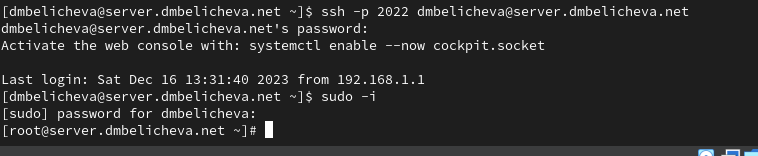 [dmbelicheva@server.dmbelicheva.net ~]$ ssh -p 2022 dmbelicheva@server.dmbelicheva.net
dmbelicheva@server.dmbelicheva.net's password:
Activate the web console with: systemctl enable --now cockpit.socket

Last login: Sat Dec 16 13:31:40 2023 from 192.168.1.1
[dmbelicheva@server.dmbelicheva.net ~]$ sudo -i
[sudo] password for dmbelicheva:
[root@server.dmbelicheva.net ~]#